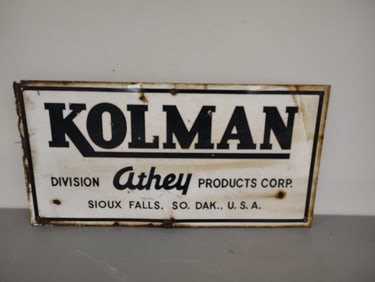 KOLMAN
DIVISION athey PRODUCTS CORP.
SIOUX FALLS, SO. DAK., U.S.A.